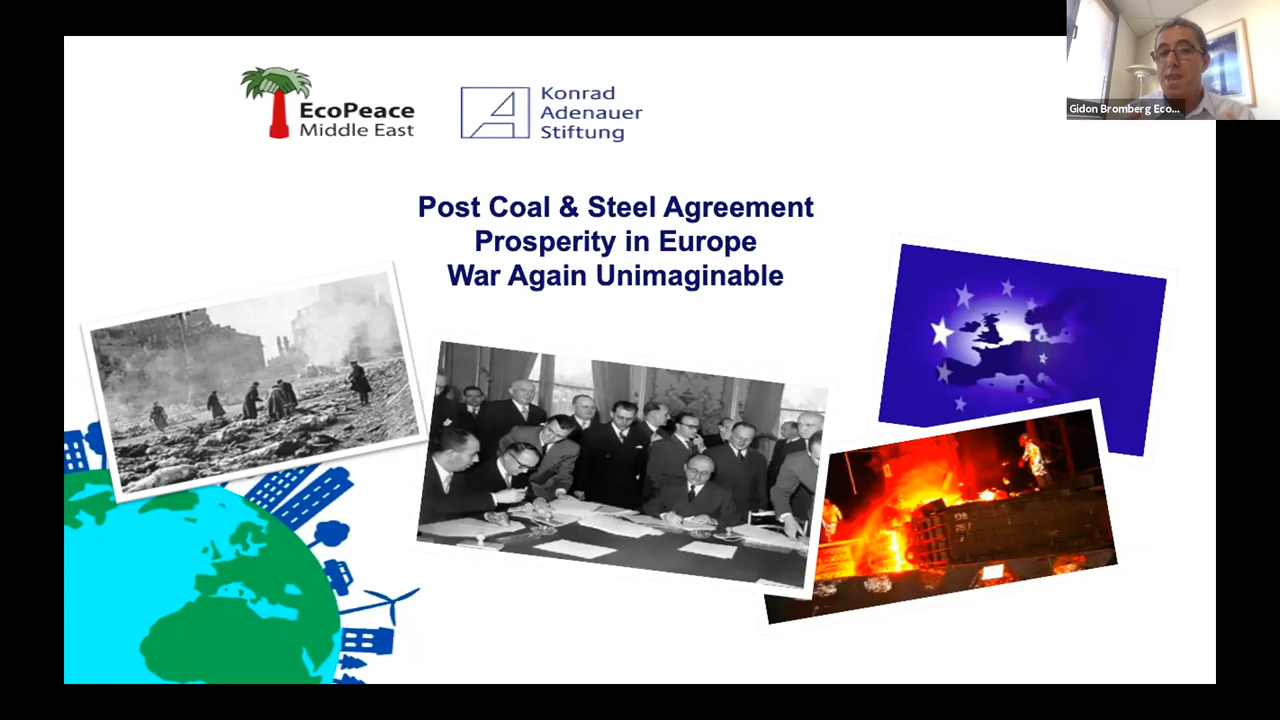 EcoPeace
Middle East
Konrad
Adenauer
Stiftung
Gidon Bromberg Eco...
Post Coal & Steel Agreement
Prosperity in Europe
War Again Unimaginable